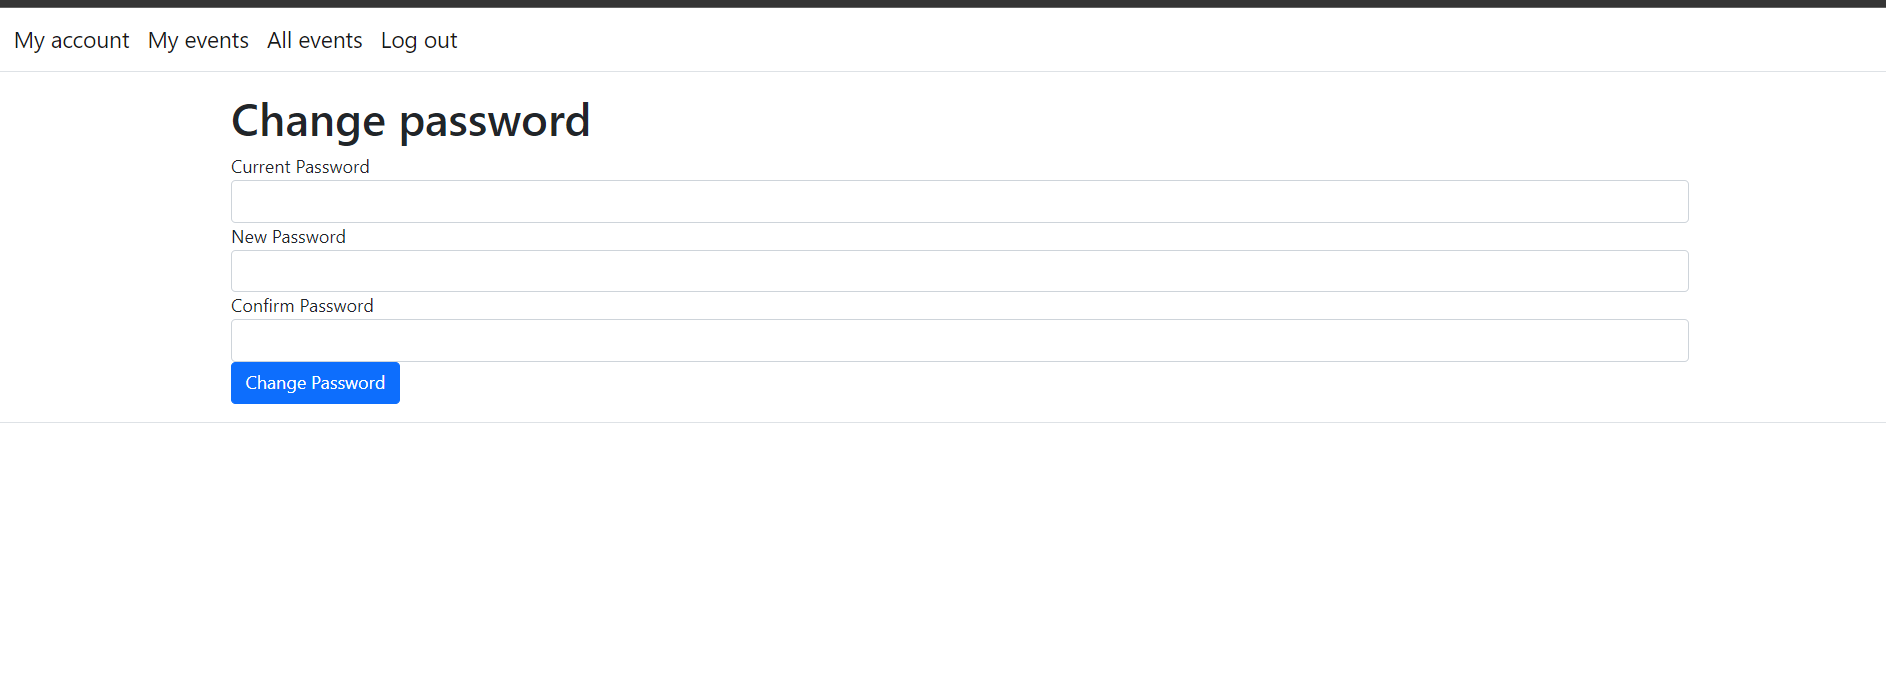 My account My events All events Log out
Change password
Current Password
New Password
Confirm Password
Change Password